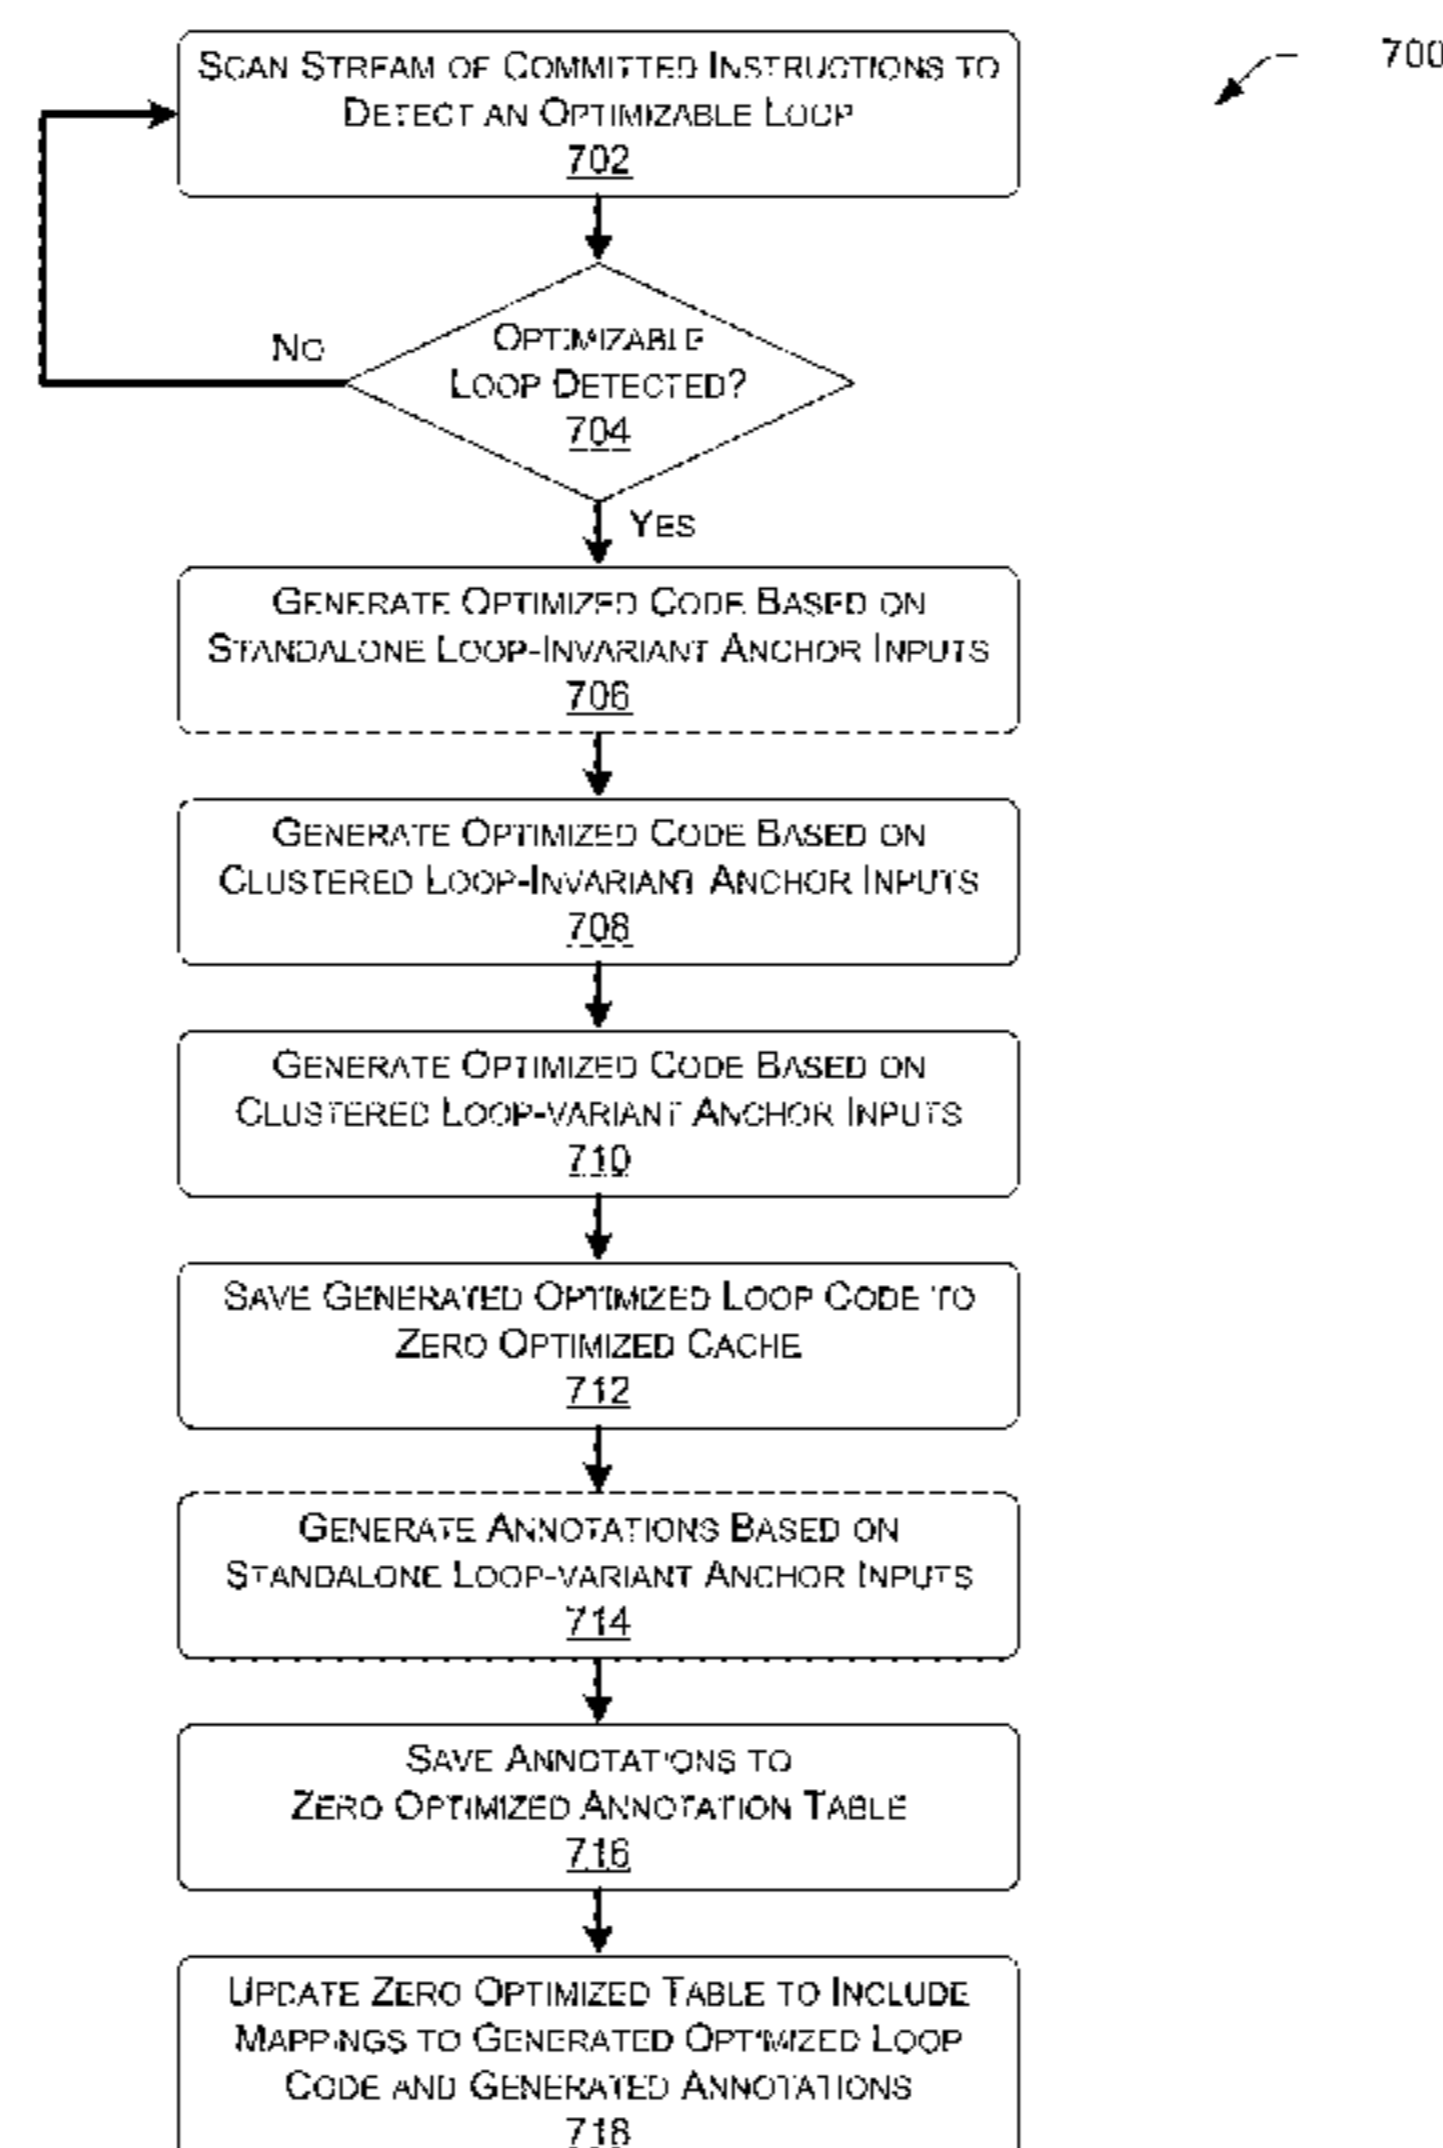 700
SCAN STREAM OF COMMITTED INSTRUCTIONS TO
DETECT AN OPTIMIZABLE LOOP
702
OPTIMIZABLE
LOOP DETECTED?
704
NO
YES
GENERATE OPTIMIZED CODE BASED ON
STANDALONE LOOP-INVARIANT ANCHOR INPUTS
706
GENERATE OPTIMIZED CODE BASED ON
CLUSTERED LOOP-INVARIANT ANCHOR INPUTS
708
GENERATE OPTIMIZED CODE BASED ON
CLUSTERED LOOP-VARIANT ANCHOR INPUTS
710
SAVE GENERATED OPTIMIZED LOOP CODE TO
ZERO OPTIMIZED CACHE
712
GENERATE ANNOTATIONS BASED ON
STANDALONE LOOP-VARIANT ANCHOR INPUTS
714
SAVE ANNOTATIONS TO
ZERO OPTIMIZED ANNOTATION TABLE
716
UPDATE ZERO OPTIMIZED TABLE TO INCLUDE
MAPPINGS TO GENERATED OPTIMIZED LOOP
CODE AND GENERATED ANNOTATIONS
718